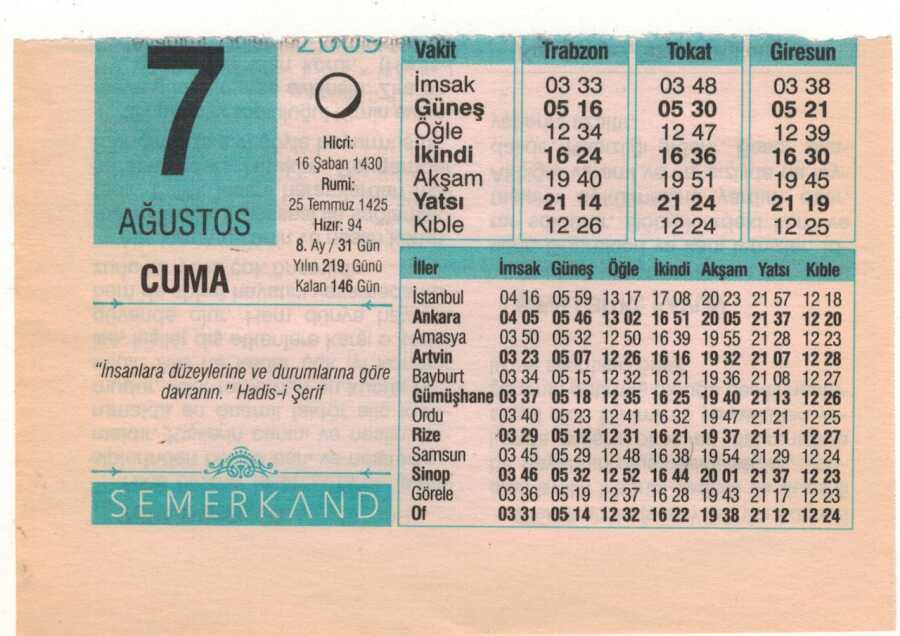 7
AĞUSTOS
CUMA
2009
Hicri:
16 Şaban 1430
Rumi:
25 Temmuz 1425
Hızır: 94
8. Ay / 31 Gün
Yılın 219. Günü
Kalan 146 Gün
"İnsanlara düzeylerine ve durumlarına göre
davranın." Hadis-i Şerif
SEMERKAND
Vakit Trabzon Tokat Giresun
İmsak 03 33 03 48 03 38
Güneş 05 16 05 30 05 21
Öğle 12 34 12 47 12 39
İkindi 16 24 16 36 16 30
Akşam 19 40 19 51 19 45
Yatsı 21 14 21 24 21 19
Kıble 12 26 12 24 12 25
İller İmsak Güneş Öğle İkindi Akşam Yatsı Kıble
İstanbul 04 16 05 59 13 17 17 08 20 23 21 57 12 18
Ankara 04 05 05 46 13 02 16 51 20 05 21 37 12 20
Amasya 03 50 05 32 12 50 16 39 19 55 21 28 12 23
Artvin 03 23 05 07 12 26 16 16 19 32 21 07 12 28
Bayburt 03 34 05 15 12 32 16 21 19 36 21 08 12 27
Gümüşhane 03 37 05 18 12 35 16 25 19 40 21 13 12 26
Ordu 03 40 05 23 12 41 16 32 19 47 21 21 12 25
Rize 03 29 05 12 12 31 16 21 19 37 21 11 12 27
Samsun 03 45 05 29 12 48 16 38 19 54 21 29 12 24
Sinop 03 46 05 32 12 52 16 44 20 01 21 37 12 23
Görele 03 36 05 19 12 37 16 28 19 43 21 17 12 23
Of 03 31 05 14 12 32 16 22 19 38 21 12 12 24